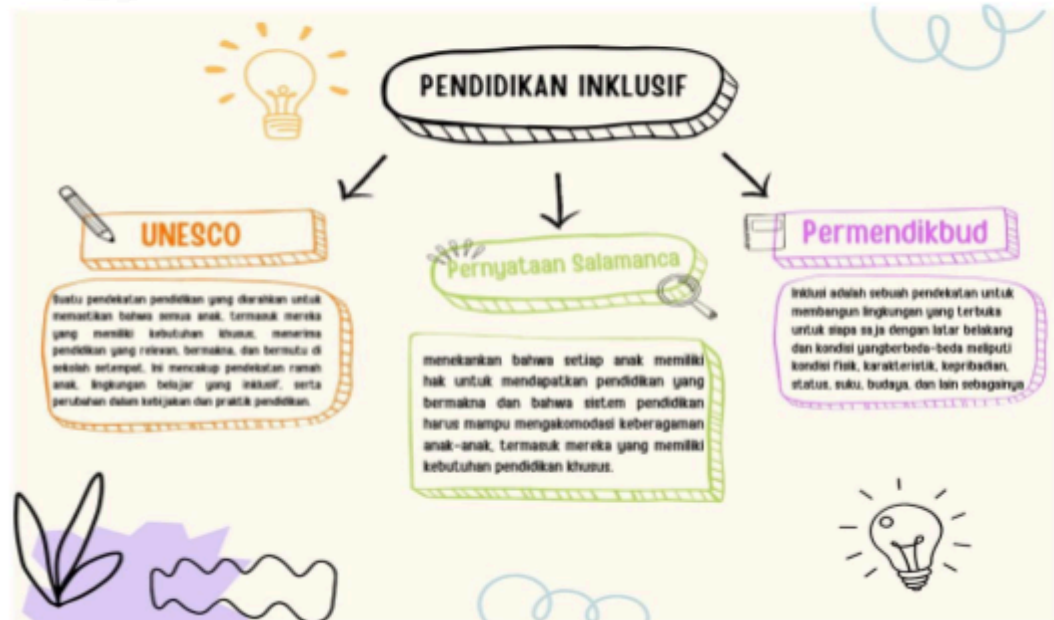 PENDIDIKAN INKLUSIF
UNESCO
Suatu pendekatan pendidikan yang diarahkan untuk
memastikan bahwa semua anak, termasuk mereka
yang memiliki kebutuhan khusus, menerima
pendidikan yang relevan, bermakna, dan bermutu di
sekolah setempat. Ini mencakup pendekatan ramah
anak, lingkungan belajar yang inklusif, serta
perubahan dalam kebijakan dan praktik pendidikan.
Pernyataan Salamanca
menekankan bahwa setiap anak memiliki
hak untuk mendapatkan pendidikan yang
bermakna dan bahwa sistem pendidikan
harus mampu mengakomodasi keberagaman
anak-anak, termasuk mereka yang memiliki
kebutuhan pendidikan khusus.
Permendikbud
Inklusi adalah sebuah pendekatan untuk
membangun lingkungan yang terbuka
untuk siapa saja dengan latar belakang
dan kondisi yangberbeda-beda meliputi
kondisi fisik, karakteristik, kepribadian,
status, suku, budaya, dan lain sebagainya